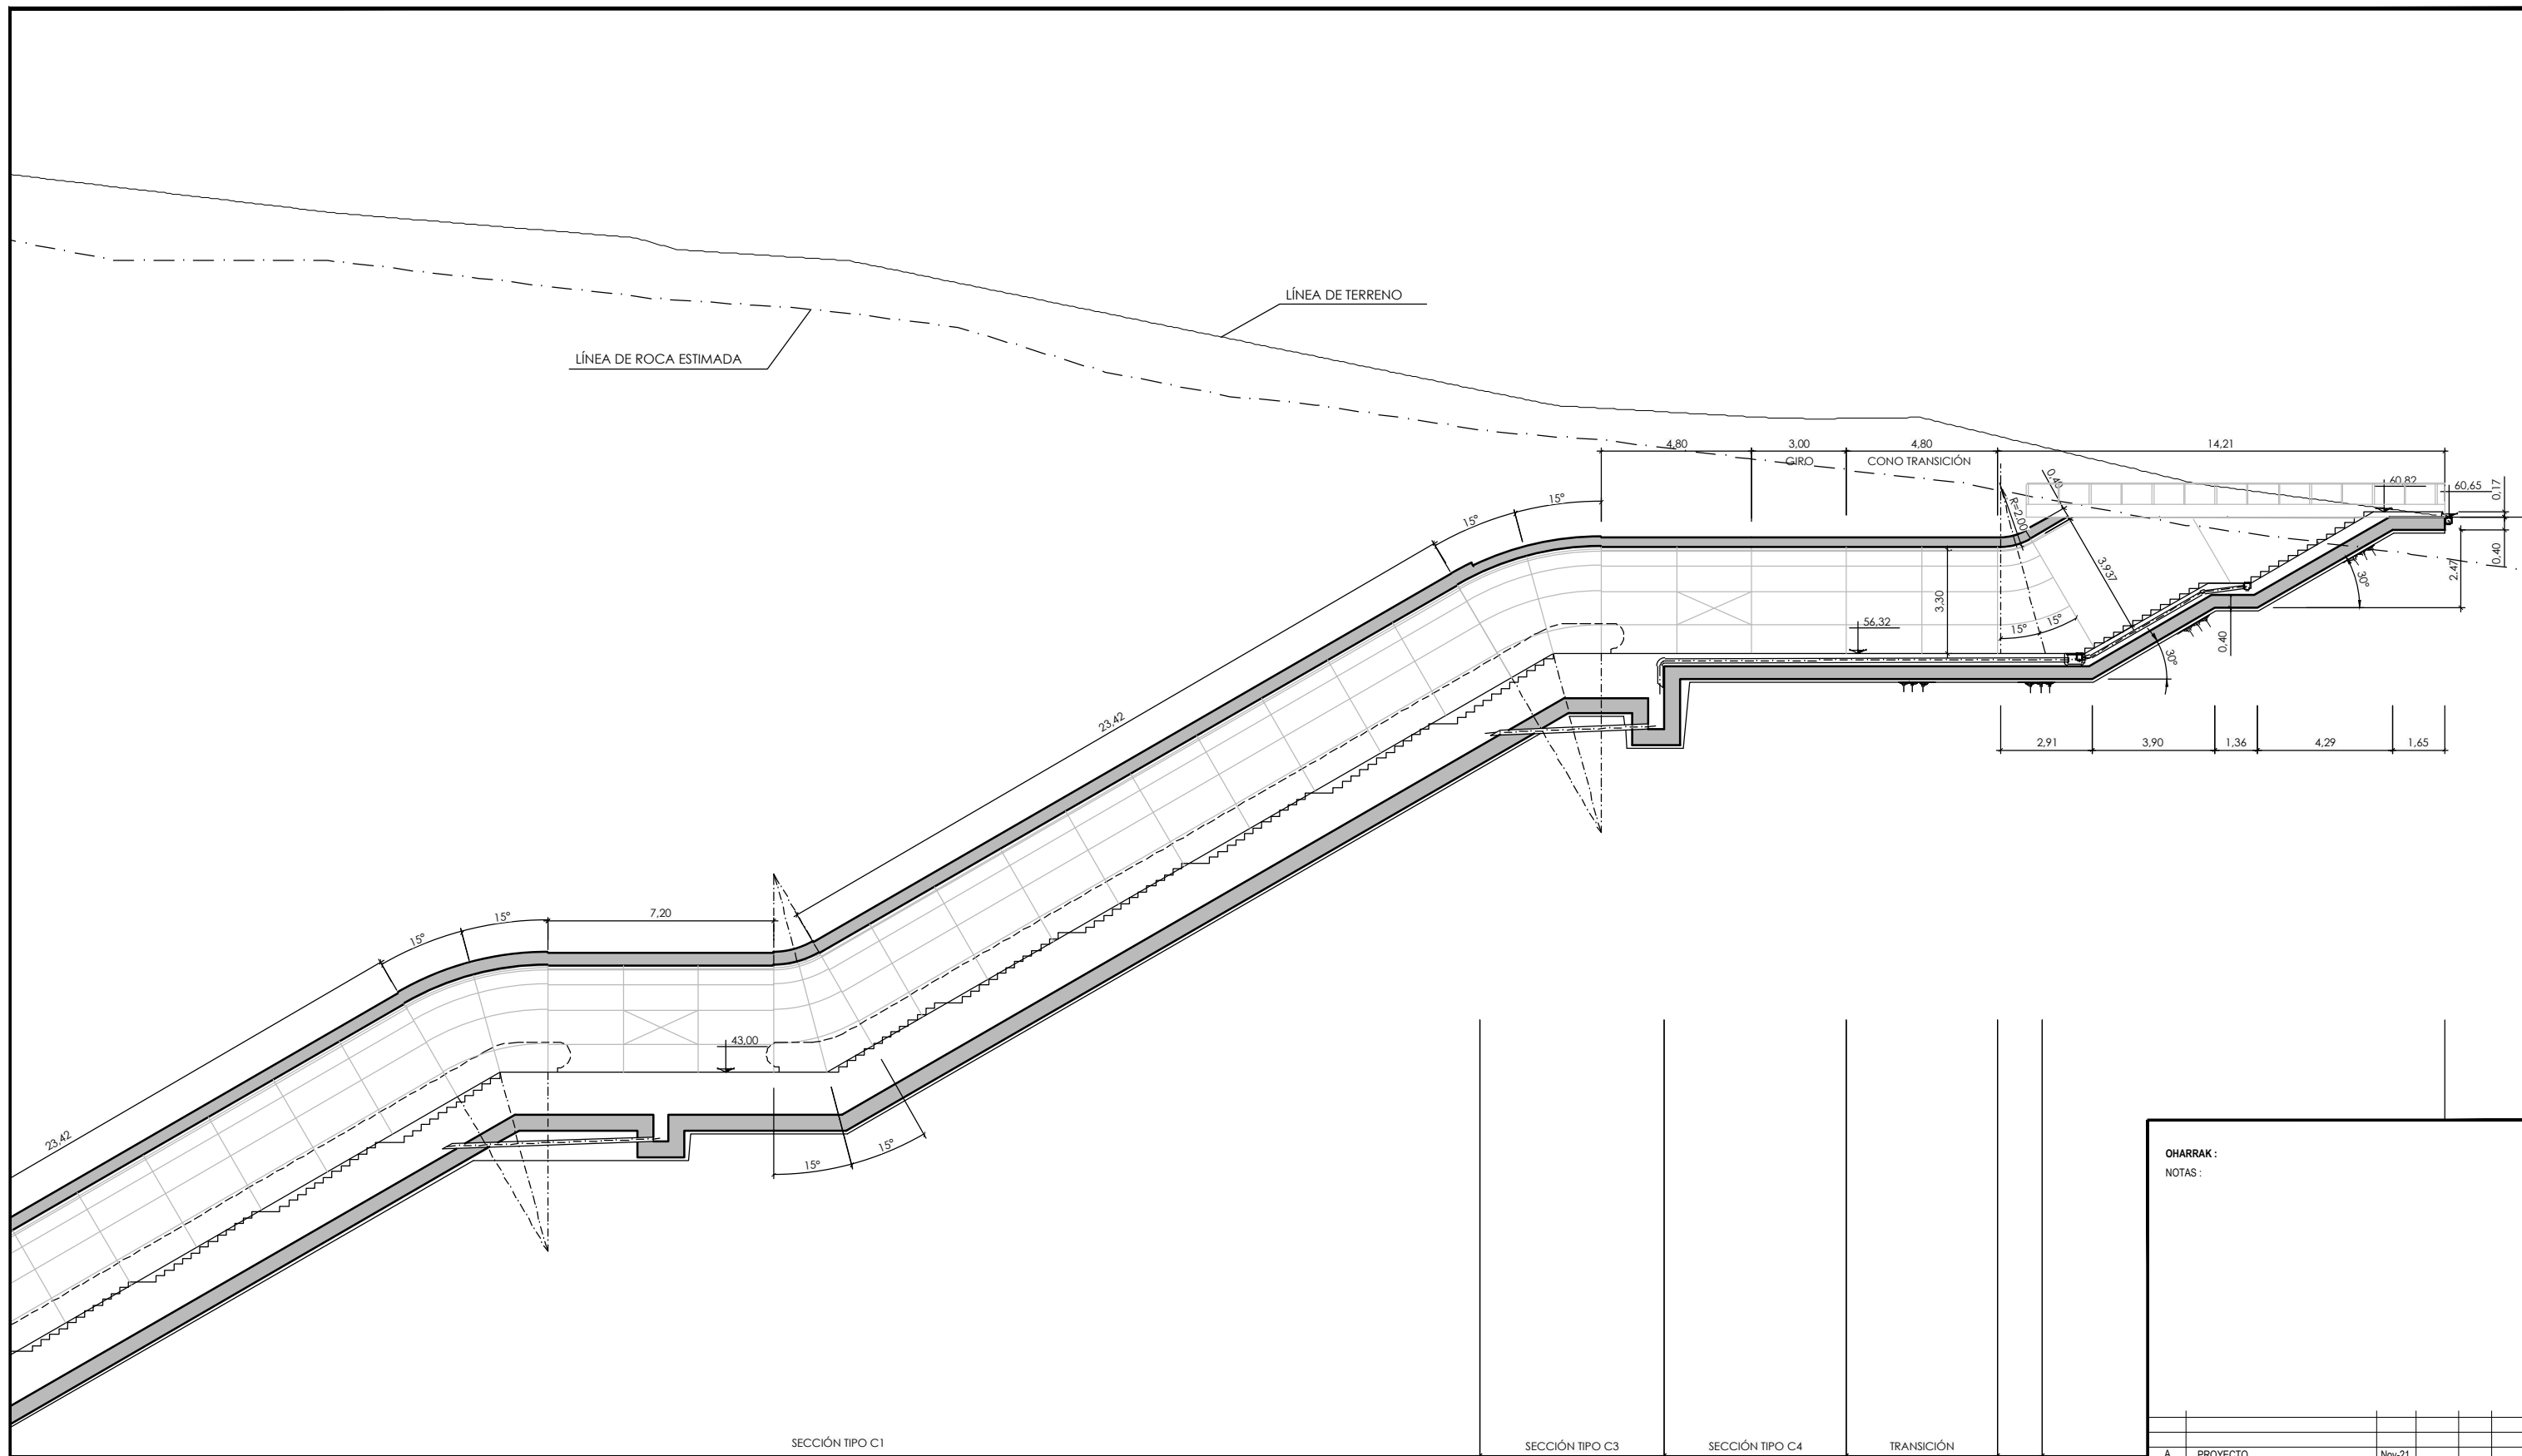 LÍNEA DE TERRENO
LÍNEA DE ROCA ESTIMADA
4,80
3,00
4,80
14,21
GIRO
CONO TRANSICIÓN
0,40
60,82
60,65
0,17
15°
15°
R=2,00
3,937
2,47
0,40
30°
3,30
56,32
15°
15°
0,40
30°
23,42
2,91
3,90
1,36
4,29
1,65
15°
15°
7,20
43,00
23,42
15°
15°
OHARRAK :
NOTAS :
SECCIÓN TIPO C1
SECCIÓN TIPO C3
SECCIÓN TIPO C4
TRANSICIÓN
A PROYECTO Nov-21